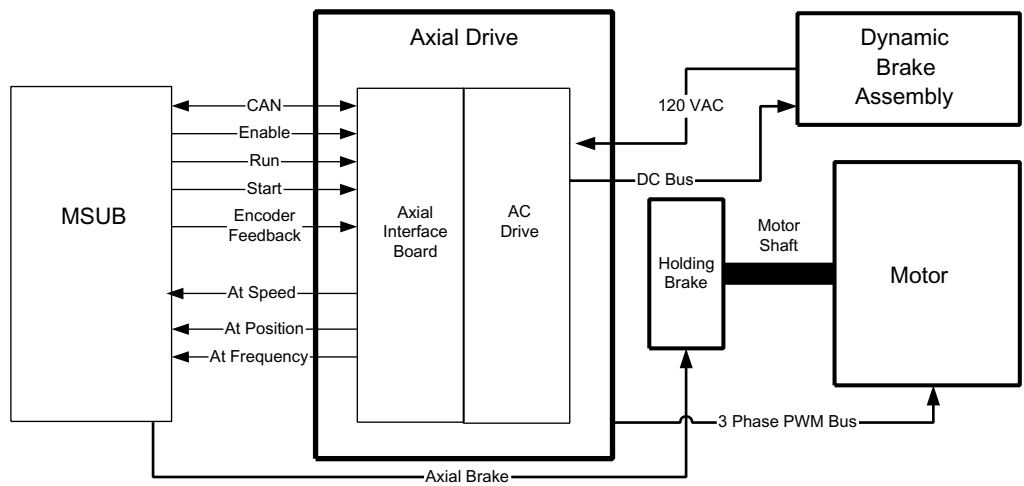 Axial Drive
Dynamic
Brake
Assembly
CAN
Enable
Run
Start
Encoder
Feedback
At Speed
At Position
At Frequency
MSUB
Axial
Interface
Board
AC
Drive
120 VAC
DC Bus
Holding
Brake
Motor
Shaft
Motor
3 Phase PWM Bus
Axial Brake